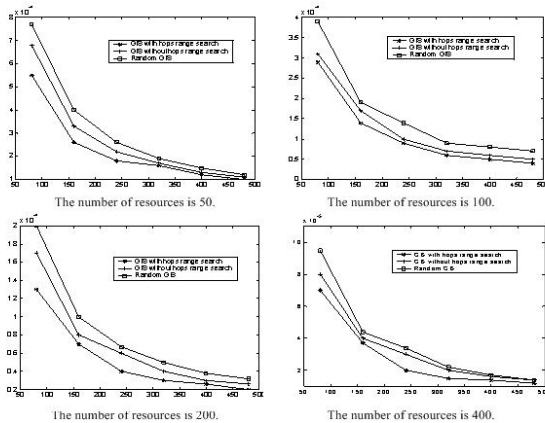 8 x 10
GIS with hops range search
GIS without hops range search
Random GIS
7
6
5
4
3
2
1
50 100 150 200 250 300 350 400 450 500
The number of resources is 50.
4 x 10
GIS with hops range search
GIS without hops range search
Random GIS
3.5
3
2.5
2
1.5
1
0.5
0
50 100 150 200 250 300 350 400 450 500
The number of resources is 100.
2 x 10
GIS with hops range search
GIS without hops range search
Random GIS
1.8
1.6
1.4
1.2
1
0.8
0.6
0.4
0.2
50 100 150 200 250 300 350 400 450 500
The number of resources is 200.
x 10
GIS with hops range search
GIS without hops range search
Random GIS
10
8
6
4
2
50 100 150 200 250 300 350 400 450 500
The number of resources is 400.